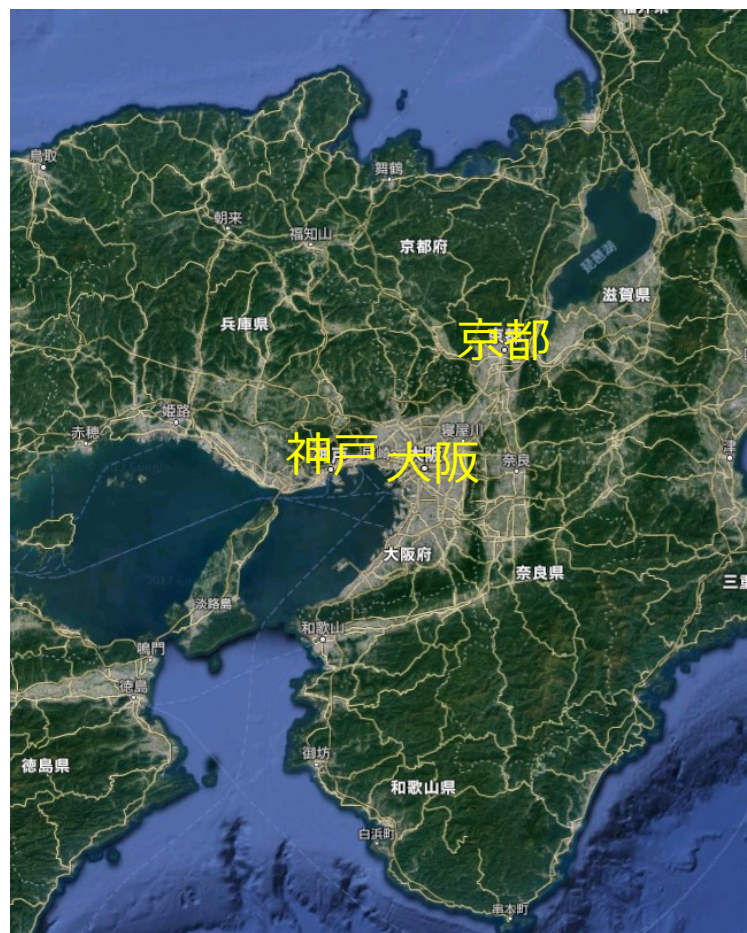 鳥取
舞鶴
朝来
福知山
京都府
琵琶湖
滋賀県
兵庫県
京都
姫路
赤穂
寝屋川
神戸
大阪
奈良
津
大阪府
奈良県
淡路島
和歌山
鳴門
徳島
徳島県
御坊
和歌山県
白浜町
串本町